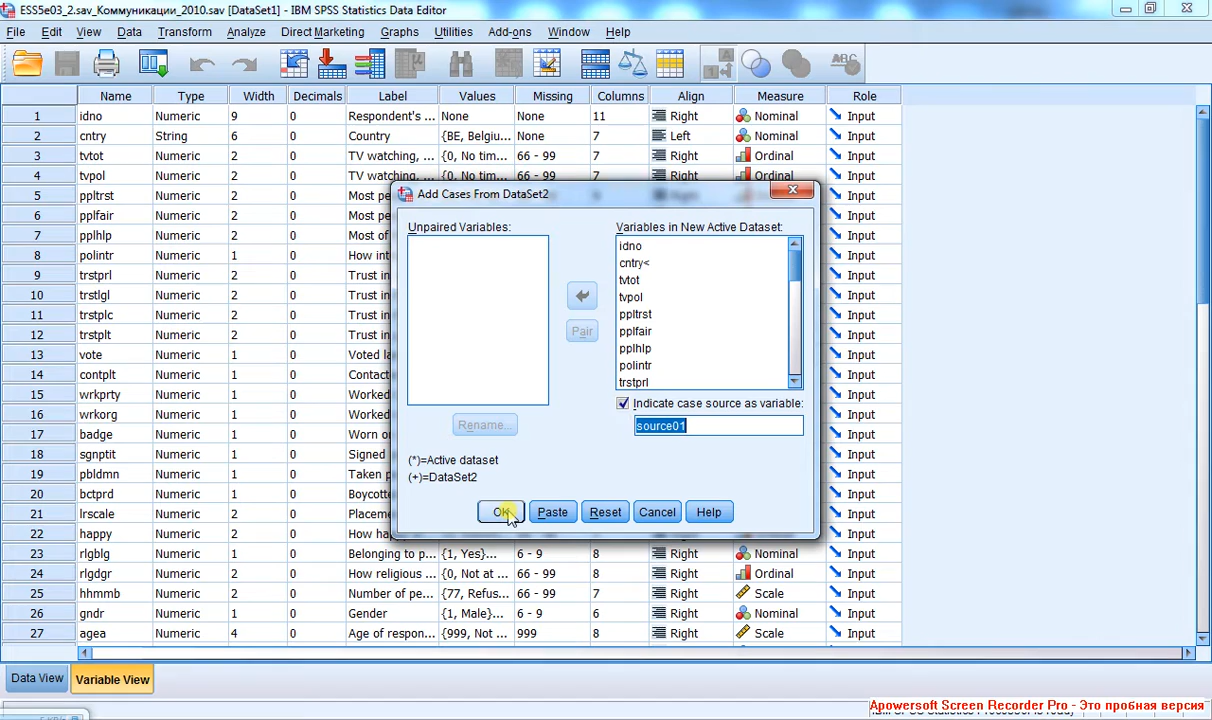 ESS5e03_2.sav_Коммуникации_2010.sav [DataSet1] - IBM SPSS Statistics Data Editor
File Edit View Data Transform Analyze Direct Marketing Graphs Utilities Add-ons Window Help
Name Type Width Decimals Label Values Missing Columns Align Measure Role
1 idno Numeric 9 0 Respondent's ... None None 11 Right Nominal Input
2 cntry String 6 0 Country {BE, Belgiu... None 7 Left Nominal Input
3 tvtot Numeric 2 0 TV watching, ... {0, No tim... 66 - 99 7 Right Ordinal Input
4 tvpol Numeric 2 0 TV watching, ... {0, No tim... 66 - 99 7 Right Ordinal Input
5 ppltrst Numeric 2 0 Most pe Input
6 pplfair Numeric 2 0 Most pe Input
7 pplhlp Numeric 2 0 Most of Input
8 polintr Numeric 1 0 How int Input
9 trstprl Numeric 2 0 Trust in Input
10 trstlgl Numeric 2 0 Trust in Input
11 trstplc Numeric 2 0 Trust in Input
12 trstplt Numeric 2 0 Trust in Input
13 vote Numeric 1 0 Voted la Input
14 contplt Numeric 1 0 Contac Input
15 wrkprty Numeric 1 0 Worked Input
16 wrkorg Numeric 1 0 Worked Input
17 badge Numeric 1 0 Worn o Input
18 sgnptit Numeric 1 0 Signed Input
19 pbldmn Numeric 1 0 Taken p Input
20 bctprd Numeric 1 0 Boycott Input
21 lrscale Numeric 2 0 Placeme Input
22 happy Numeric 2 0 How ha Input
23 rlgblg Numeric 1 0 Belonging to p... {1, Yes}... 6 - 9 8 Right Nominal Input
24 rlgdgr Numeric 2 0 How religious ... {0, Not at ... 66 - 99 8 Right Ordinal Input
25 hhmmb Numeric 2 0 Number of pe... {77, Refus... 66 - 99 8 Right Scale Input
26 gndr Numeric 1 0 Gender {1, Male}... 6 - 9 6 Right Nominal Input
27 agea Numeric 4 0 Age of respon... {999, Not ... 999 8 Right Scale Input
Add Cases From DataSet2
Unpaired Variables:
Variables in New Active Dataset:
idno
cntry<
tvtot
tvpol
ppltrst
pplfair
pplhlp
polintr
trstprl
Pair
Rename...
Indicate case source as variable:
source01
(*)=Active dataset
(+)=DataSet2
OK Paste Reset Cancel Help
Data View Variable View
Apowersoft Screen Recorder Pro - Это пробная версия